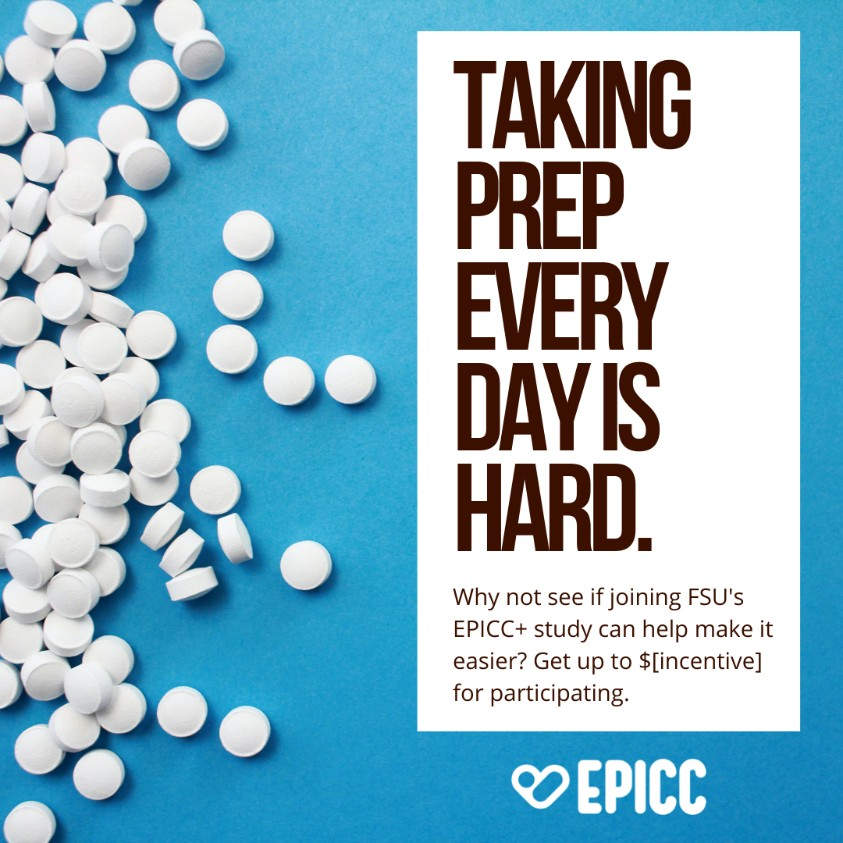 TAKING
PREP
EVERY
DAY IS
HARD.
Why not see if joining FSU's
EPICC+ study can help make it
easier? Get up to $[incentive]
for participating.
EPICC